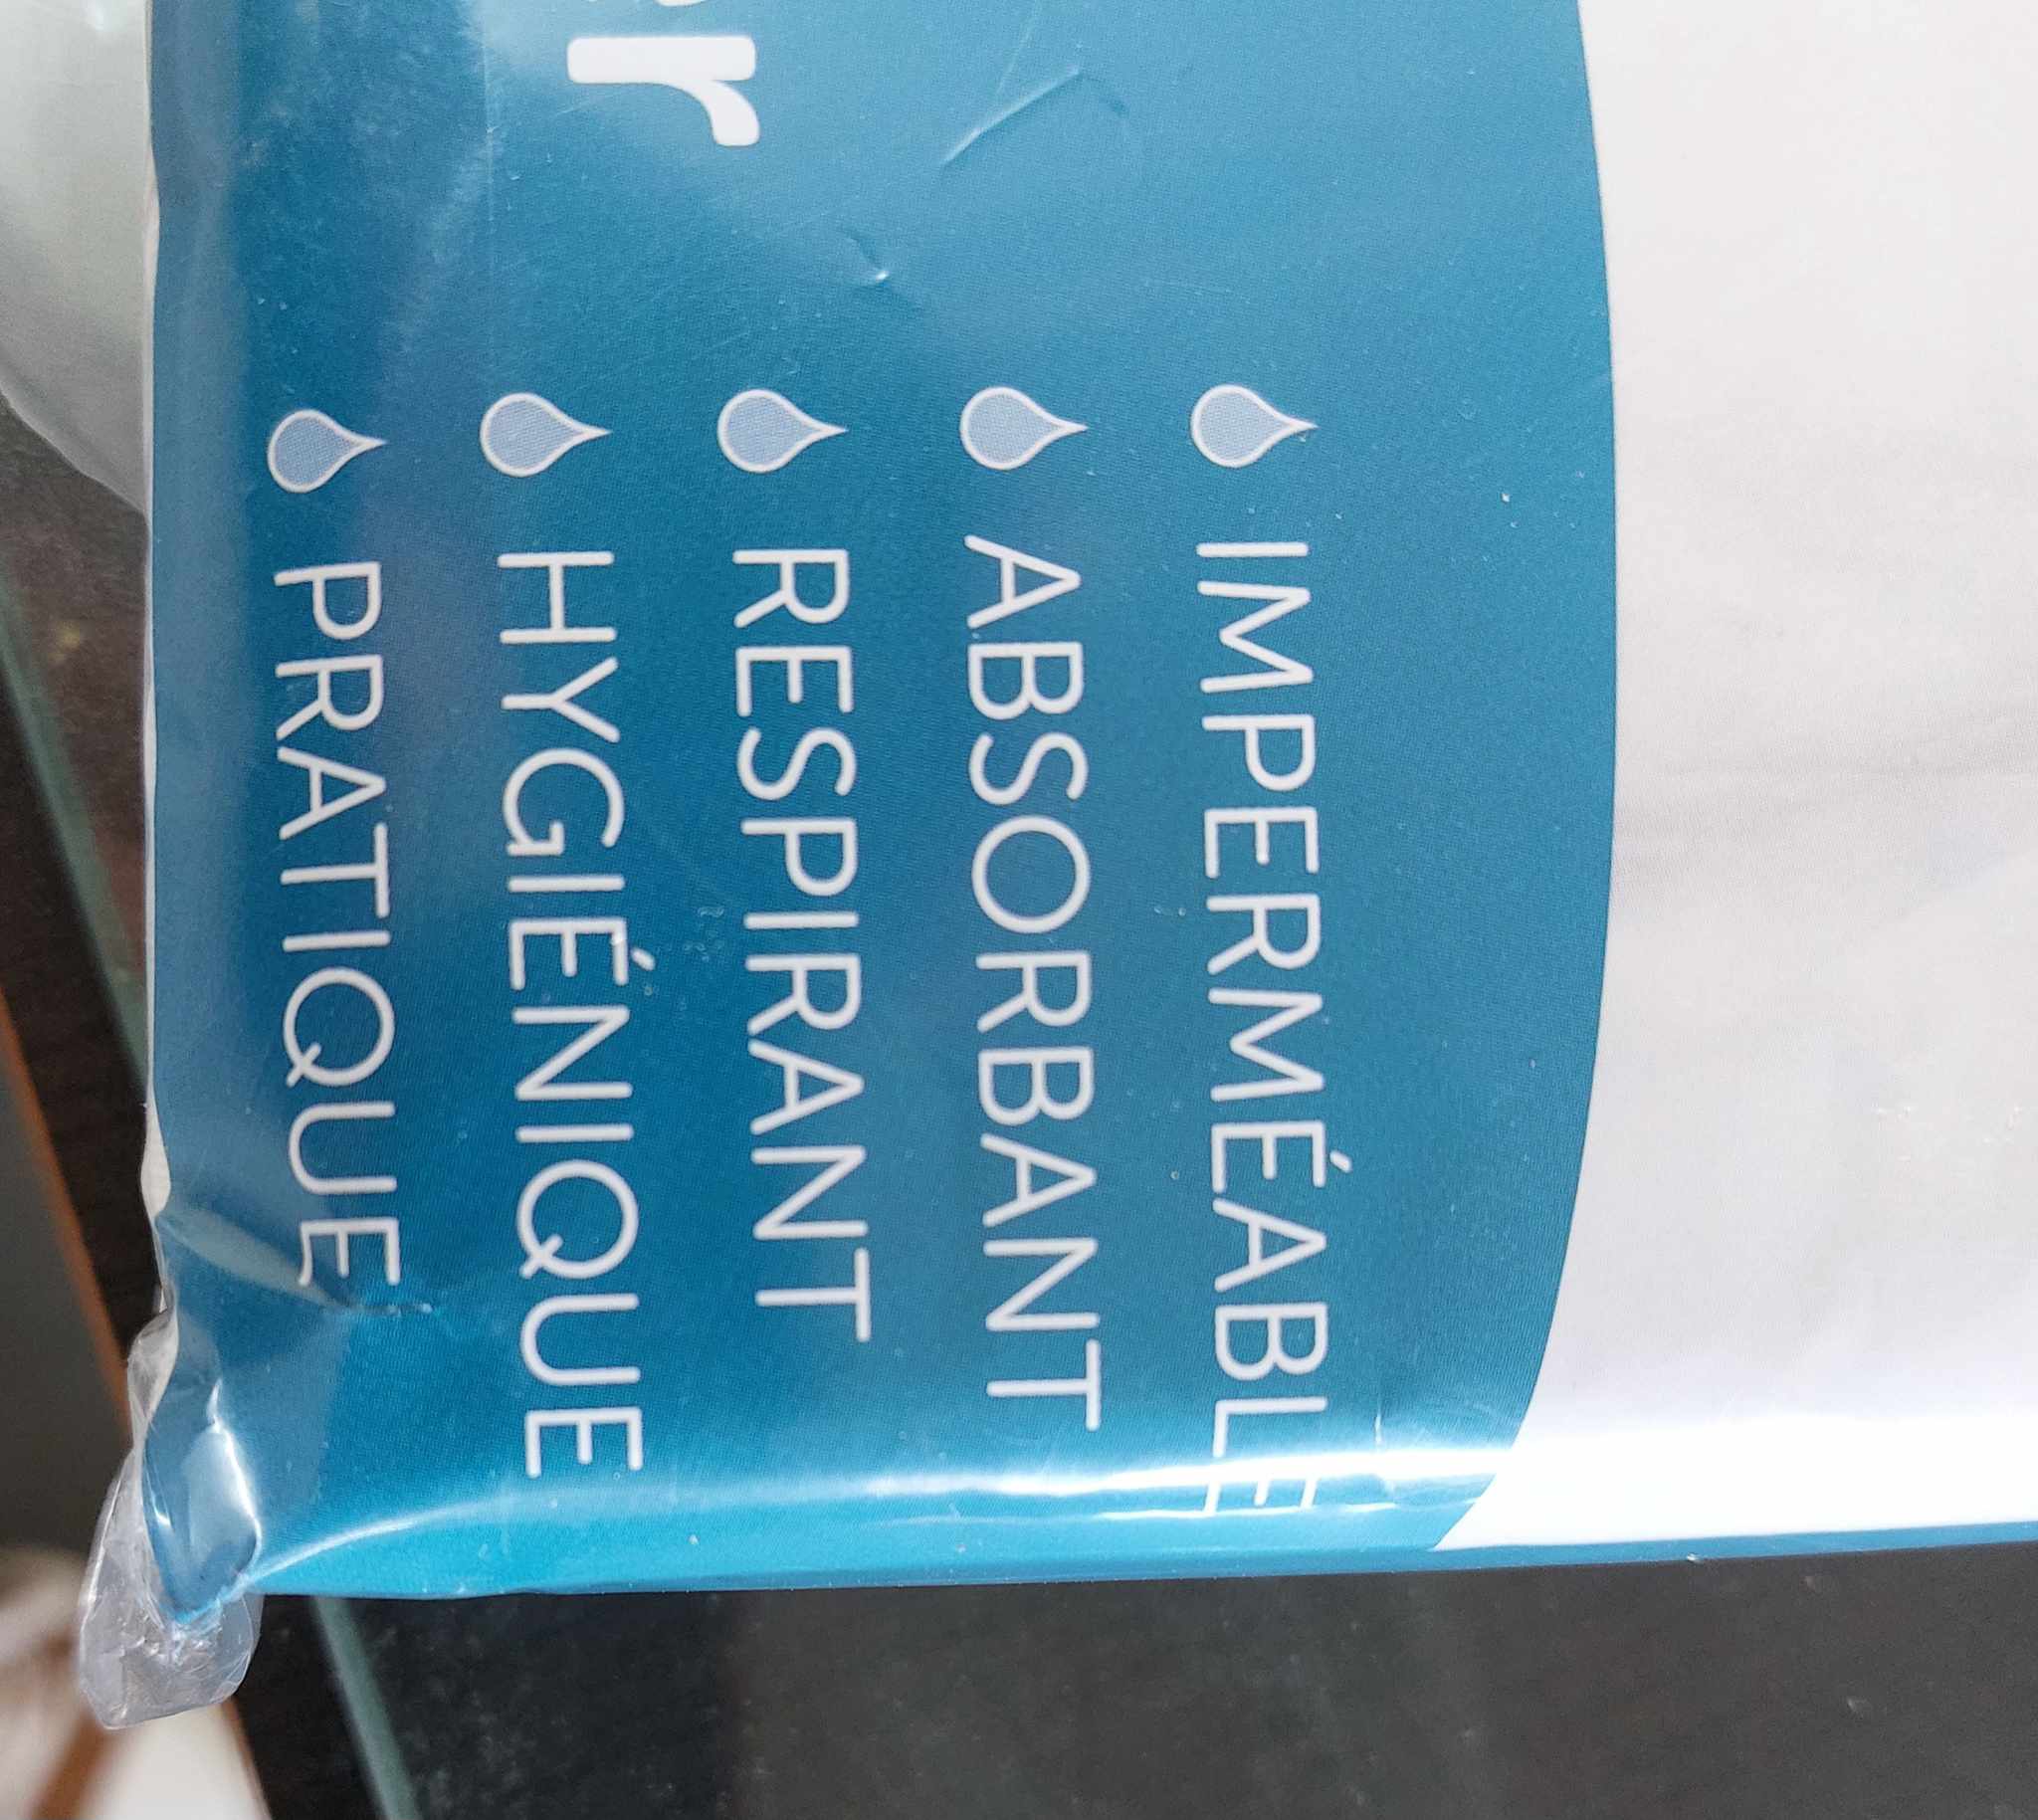 IMPERMÉABLE
ABSORBANT
RESPIRANT
HYGIÉNIQUE
PRATIQUE